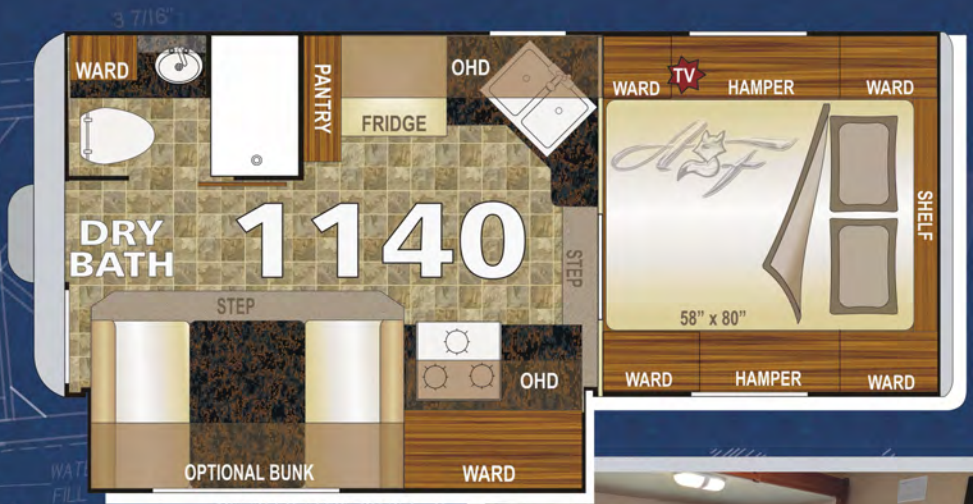 3 7/16"
WARD
PANTRY
FRIDGE
OHD
WARD
TV
HAMPER
WARD
SHELF
DRY
BATH
1140
STEP
STEP
58" x 80"
OHD
WARD
HAMPER
WARD
OPTIONAL BUNK
WARD
FILL